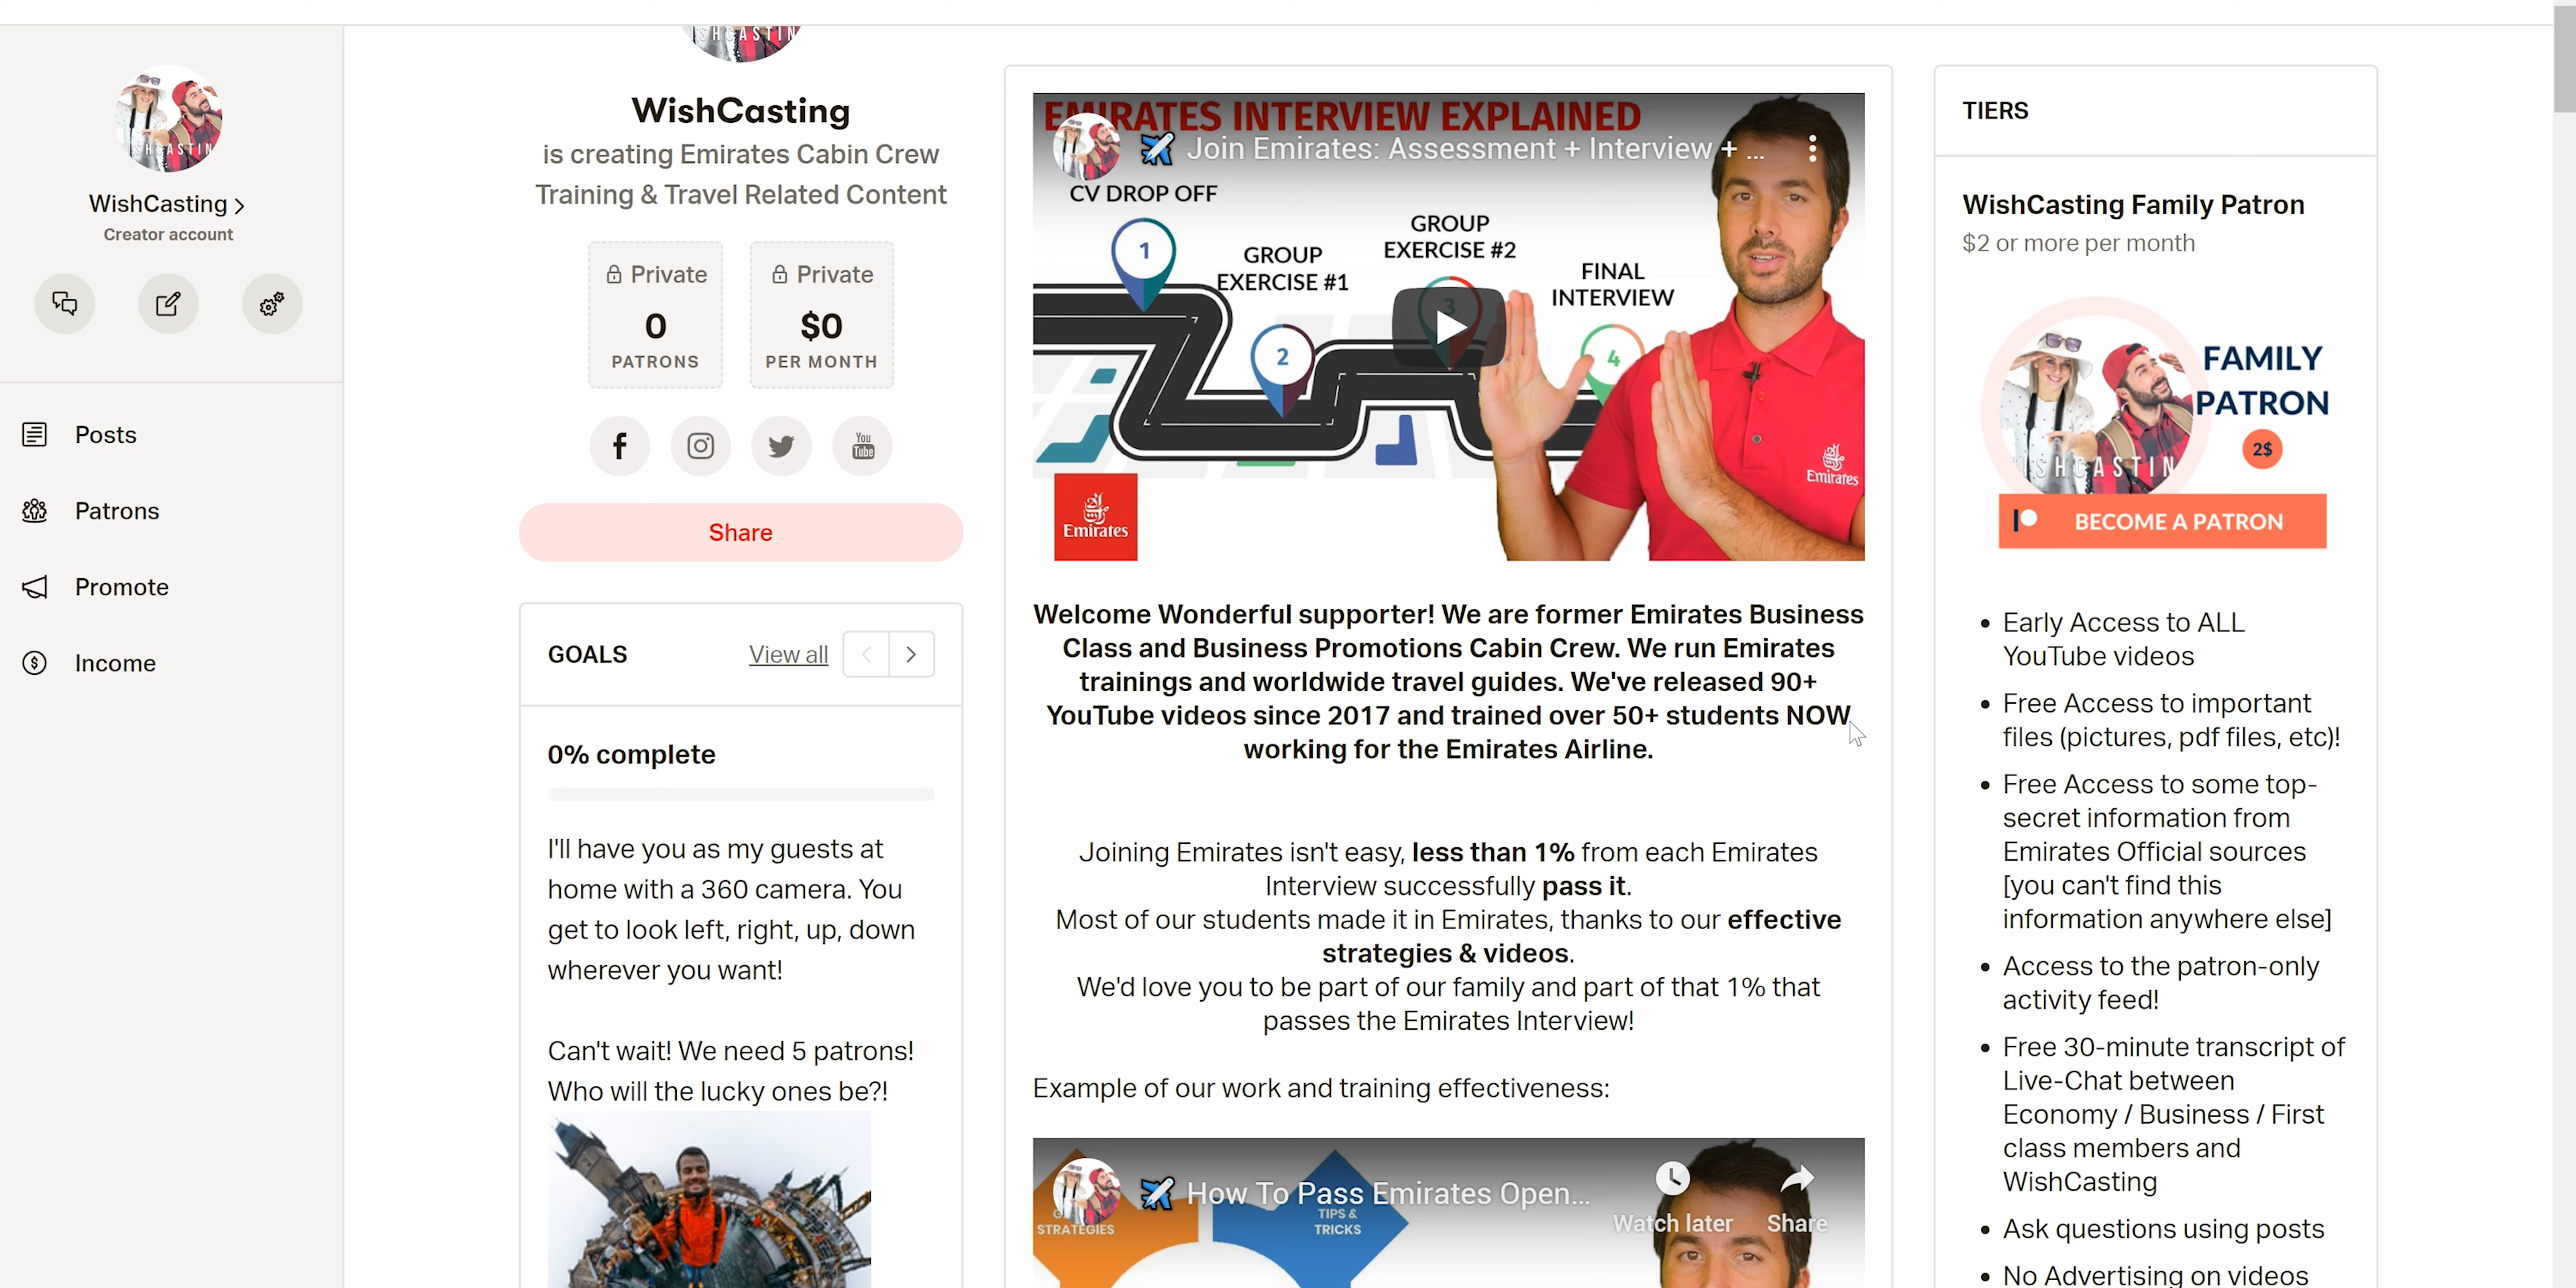 WishCasting
Creator account
Posts
Patrons
Promote
Income
WishCasting
is creating Emirates Cabin Crew
Training & Travel Related Content
Private
0
PATRONS
Private
$0
PER MONTH
You
Tube
Share
GOALS
View all
0% complete
I'll have you as my guests at
home with a 360 camera. You
get to look left, right, up, down
wherever you want!
Can't wait! We need 5 patrons!
Who will the lucky ones be?!
EMIRATES INTERVIEW EXPLAINED
Join Emirates: Assessment + Interview + ...
CV DROP OFF
1
GROUP
EXERCISE #1
2
GROUP
EXERCISE #2
3
FINAL
INTERVIEW
4
Emirates
Emirates
Welcome Wonderful supporter! We are former Emirates Business
Class and Business Promotions Cabin Crew. We run Emirates
trainings and worldwide travel guides. We've released 90+
YouTube videos since 2017 and trained over 50+ students NOW
working for the Emirates Airline.
Joining Emirates isn't easy, less than 1% from each Emirates
Interview successfully pass it.
Most of our students made it in Emirates, thanks to our effective
strategies & videos.
We'd love you to be part of our family and part of that 1% that
passes the Emirates Interview!
Example of our work and training effectiveness:
How To Pass Emirates Open...
STRATEGIES
TIPS &
TRICKS
Watch later
Share
TIERS
WishCasting Family Patron
$2 or more per month
FAMILY
PATRON
2$
BECOME A PATRON
Early Access to ALL
YouTube videos
Free Access to important
files (pictures, pdf files, etc)!
Free Access to some top-
secret information from
Emirates Official sources
[you can't find this
information anywhere else]
Access to the patron-only
activity feed!
Free 30-minute transcript of
Live-Chat between
Economy / Business / First
class members and
WishCasting
Ask questions using posts
No Advertising on videos